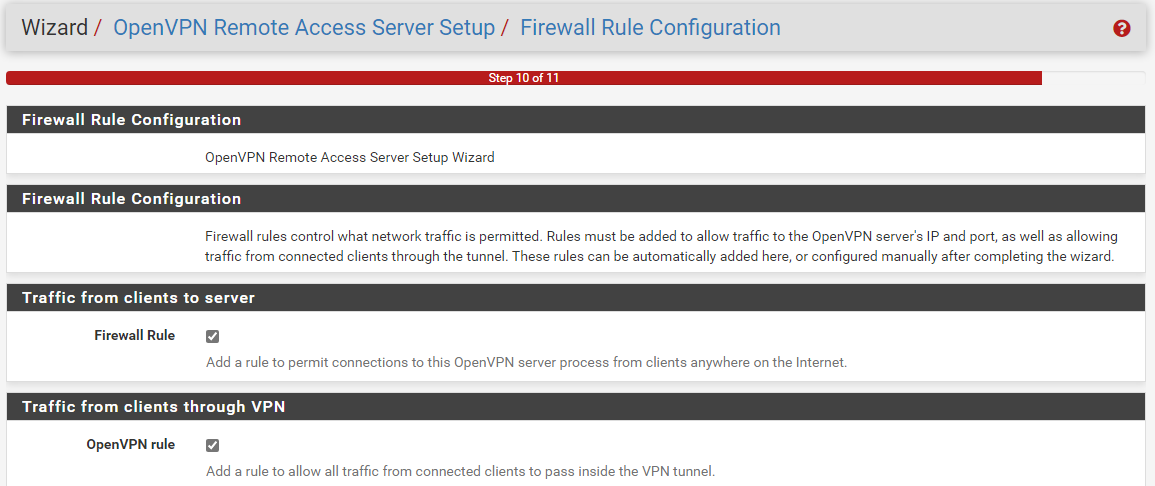 Wizard / OpenVPN Remote Access Server Setup / Firewall Rule Configuration
Step 10 of 11
Firewall Rule Configuration
OpenVPN Remote Access Server Setup Wizard
Firewall Rule Configuration
Firewall rules control what network traffic is permitted. Rules must be added to allow traffic to the OpenVPN server's IP and port, as well as allowing
traffic from connected clients through the tunnel. These rules can be automatically added here, or configured manually after completing the wizard.
Traffic from clients to server
Firewall Rule
Add a rule to permit connections to this OpenVPN server process from clients anywhere on the Internet.
Traffic from clients through VPN
OpenVPN rule
Add a rule to allow all traffic from connected clients to pass inside the VPN tunnel.